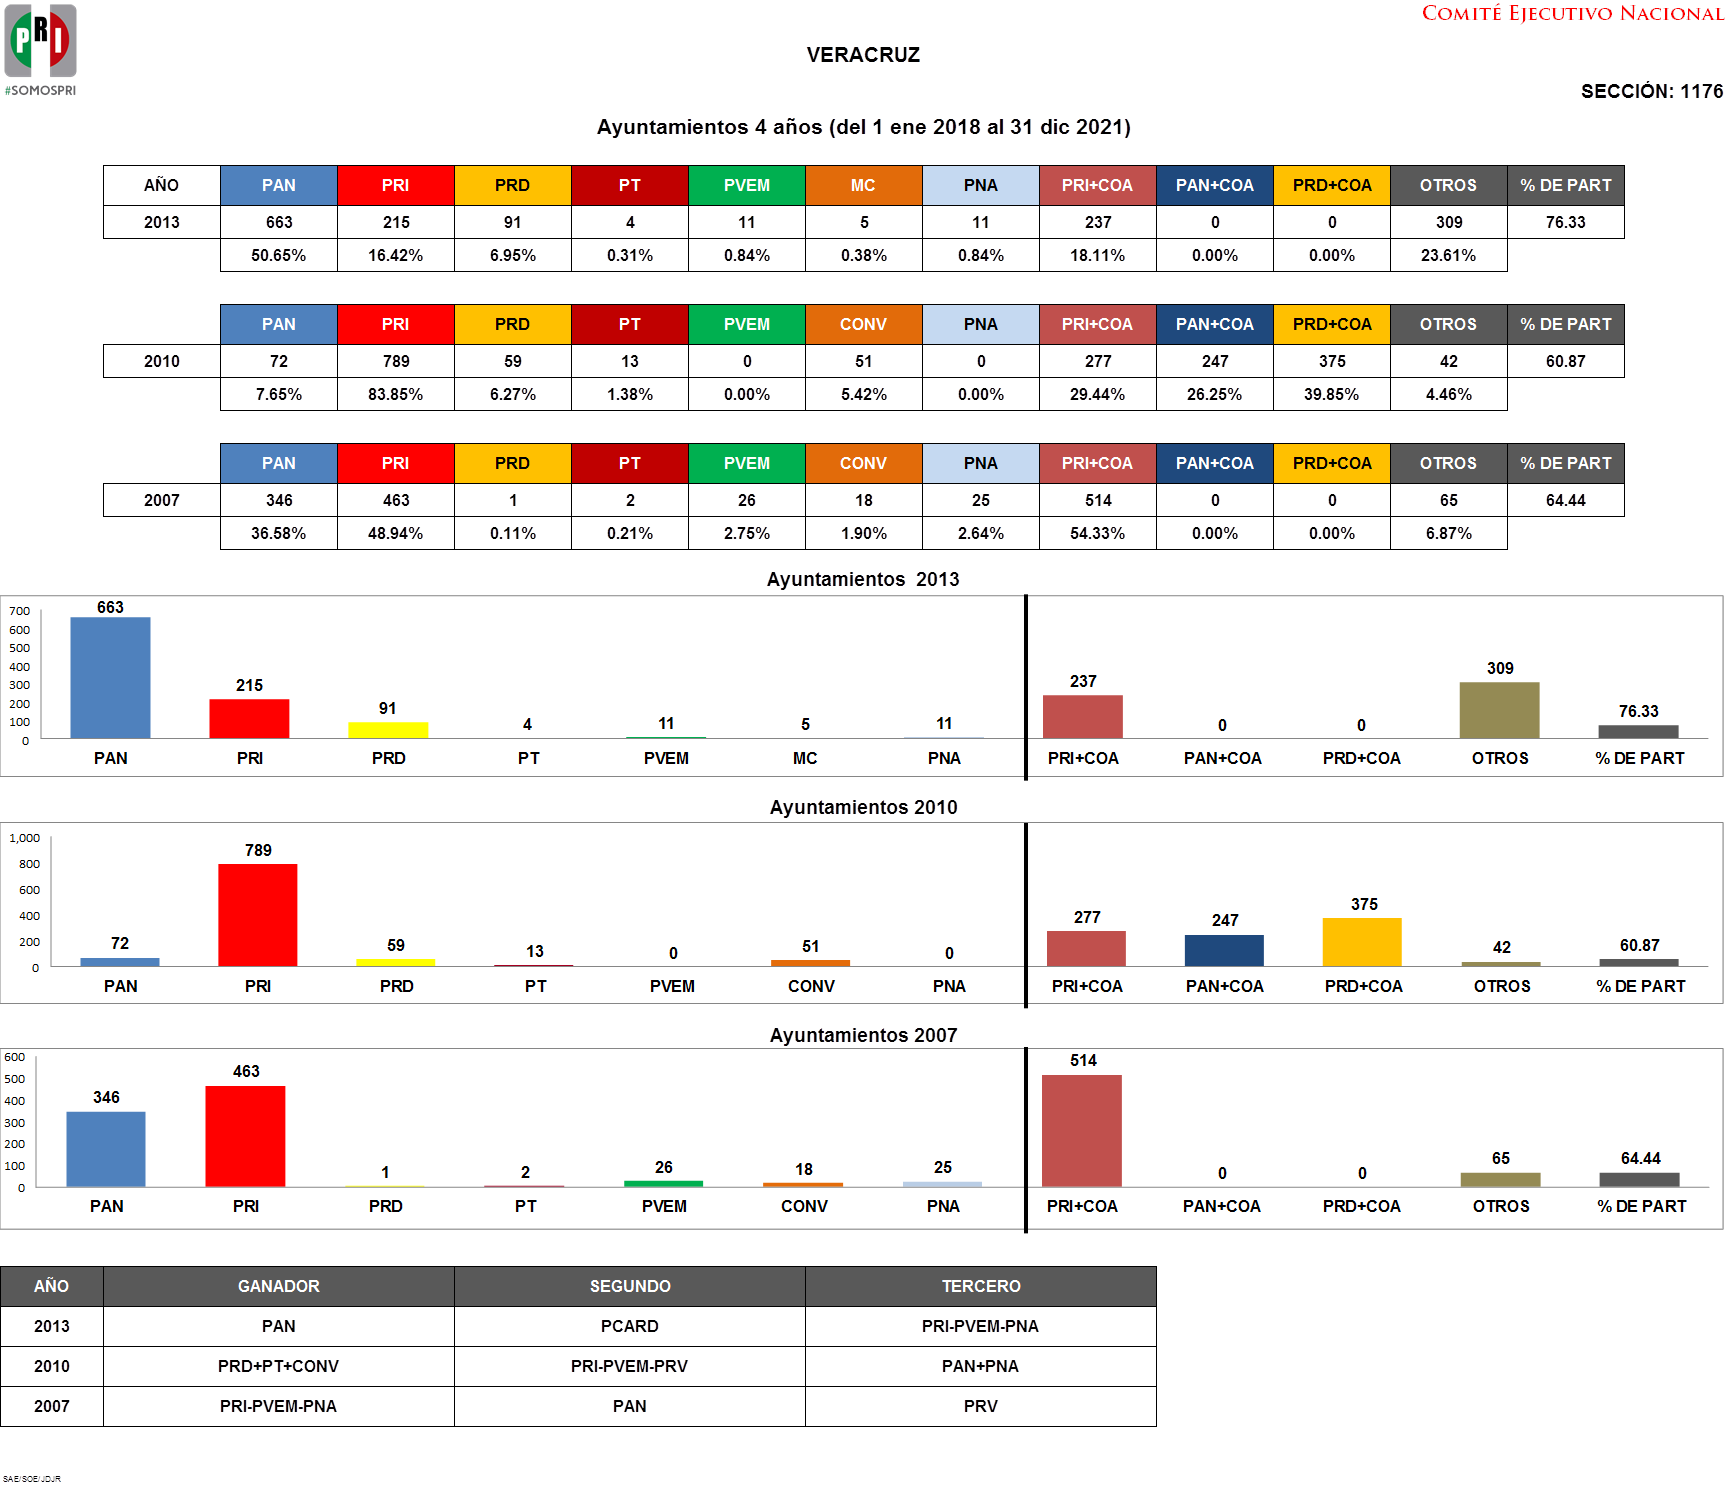 PRI
#SOMOSPRI
COMITÉ EJECUTIVO NACIONAL
VERACRUZ
SECCIÓN: 1176
Ayuntamientos 4 años (del 1 ene 2018 al 31 dic 2021)
AÑO PAN PRI PRD PT PVEM MC PNA PRI+COA PAN+COA PRD+COA OTROS % DE PART
2013 663 215 91 4 11 5 11 237 0 0 309 76.33
50.65% 16.42% 6.95% 0.31% 0.84% 0.38% 0.84% 18.11% 0.00% 0.00% 23.61%
PAN PRI PRD PT PVEM CONV PNA PRI+COA PAN+COA PRD+COA OTROS % DE PART
2010 72 789 59 13 0 51 0 277 247 375 42 60.87
7.65% 83.85% 6.27% 1.38% 0.00% 5.42% 0.00% 29.44% 26.25% 39.85% 4.46%
PAN PRI PRD PT PVEM CONV PNA PRI+COA PAN+COA PRD+COA OTROS % DE PART
2007 346 463 1 2 26 18 25 514 0 0 65 64.44
36.58% 48.94% 0.11% 0.21% 2.75% 1.90% 2.64% 54.33% 0.00% 0.00% 6.87%
Ayuntamientos 2013
700
600
500
400
300
200
100
0
663 215 91 4 11 5 11 237 0 0 309 76.33
PAN PRI PRD PT PVEM MC PNA PRI+COA PAN+COA PRD+COA OTROS % DE PART
Ayuntamientos 2010
1,000
800
600
400
200
0
72 789 59 13 0 51 0 277 247 375 42 60.87
PAN PRI PRD PT PVEM CONV PNA PRI+COA PAN+COA PRD+COA OTROS % DE PART
Ayuntamientos 2007
600
500
400
300
200
100
0
346 463 1 2 26 18 25 514 0 0 65 64.44
PAN PRI PRD PT PVEM CONV PNA PRI+COA PAN+COA PRD+COA OTROS % DE PART
AÑO GANADOR SEGUNDO TERCERO
2013 PAN PCARD PRI-PVEM-PNA
2010 PRD+PT+CONV PRI-PVEM-PRV PAN+PNA
2007 PRI-PVEM-PNA PAN PRV
SAE/SOE/JDJR